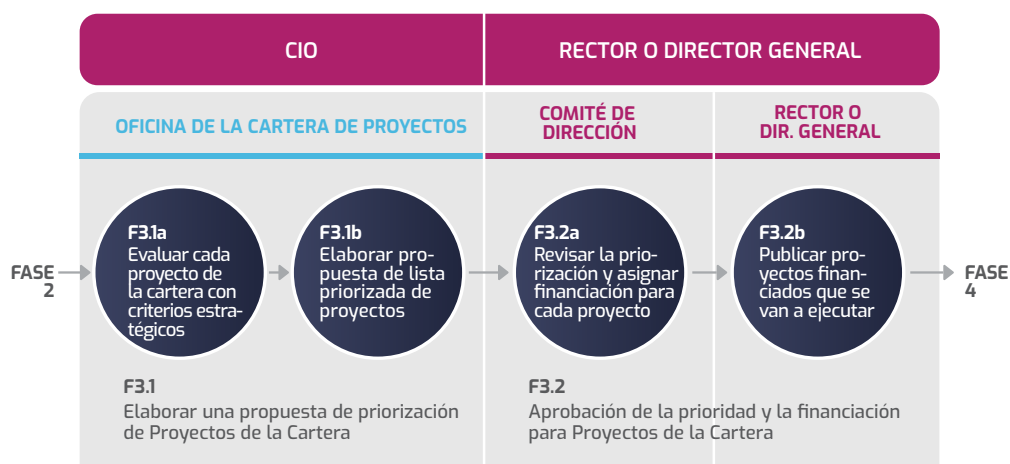 CIO
RECTOR O DIRECTOR GENERAL
OFICINA DE LA CARTERA DE PROYECTOS
COMITÉ DE
DIRECCIÓN
RECTOR O
DIR. GENERAL
FASE
2
F3.1a
Evaluar cada
proyecto de
la cartera con
criterios estra-
tégicos
F3.1b
Elaborar pro-
puesta de lista
priorizada de
proyectos
F3.2a
Revisar la prio-
rización y asignar
financiación para
cada proyecto
F3.2b
Publicar pro-
yectos finan-
ciados que se
van a ejecutar
FASE
4
F3.1
Elaborar una propuesta de priorización
de Proyectos de la Cartera
F3.2
Aprobación de la prioridad y la financiación
para Proyectos de la Cartera